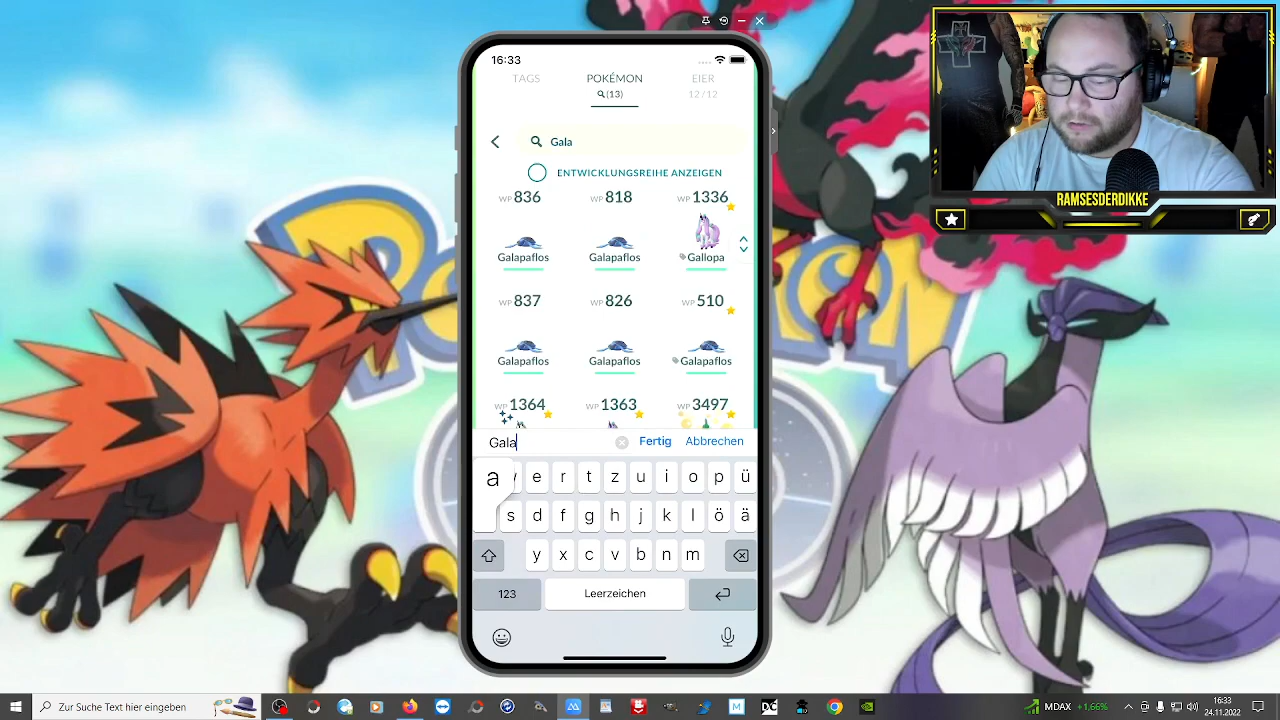 16:33
TAGS
POKÉMON
EIER
(13)
12 / 12
Gala
ENTWICKLUNGSREIHE ANZEIGEN
WP 836
WP 818
WP 1336
Galapaflos
Galapaflos
Gallopa
WP 837
WP 826
WP 510
Galapaflos
Galapaflos
Galapaflos
WP 1364
WP 1363
WP 3497
Gala
Fertig
Abbrechen
a
e r t z u i o p ü
s d f g h j k l ö ä
y x c v b n m
123
Leerzeichen
RAMSESDERDIKKE
Zur Suche Text hier eingeben
M
DC
MDAX +1,66%
16:33
24.11.2022